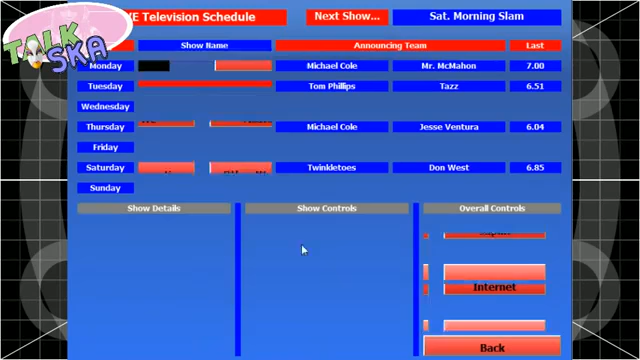 TALK
SKA
Television Schedule
Next Show...
Sat. Morning Slam
Show Name
Announcing Team
Last
Monday
Michael Cole
Mr. McMahon
7.00
Tuesday
Tom Phillips
Tazz
6.51
Wednesday
Thursday
Michael Cole
Jesse Ventura
6.04
Friday
Saturday
Twinkletoes
Don West
6.85
Sunday
Show Details
Show Controls
Overall Controls
Internet
Back